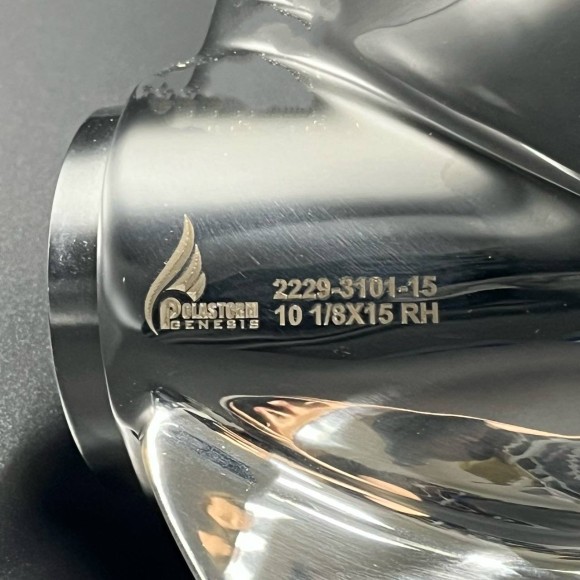 POLASTORM
GENESIS
2229-3101-15
10 1/8X15 RH